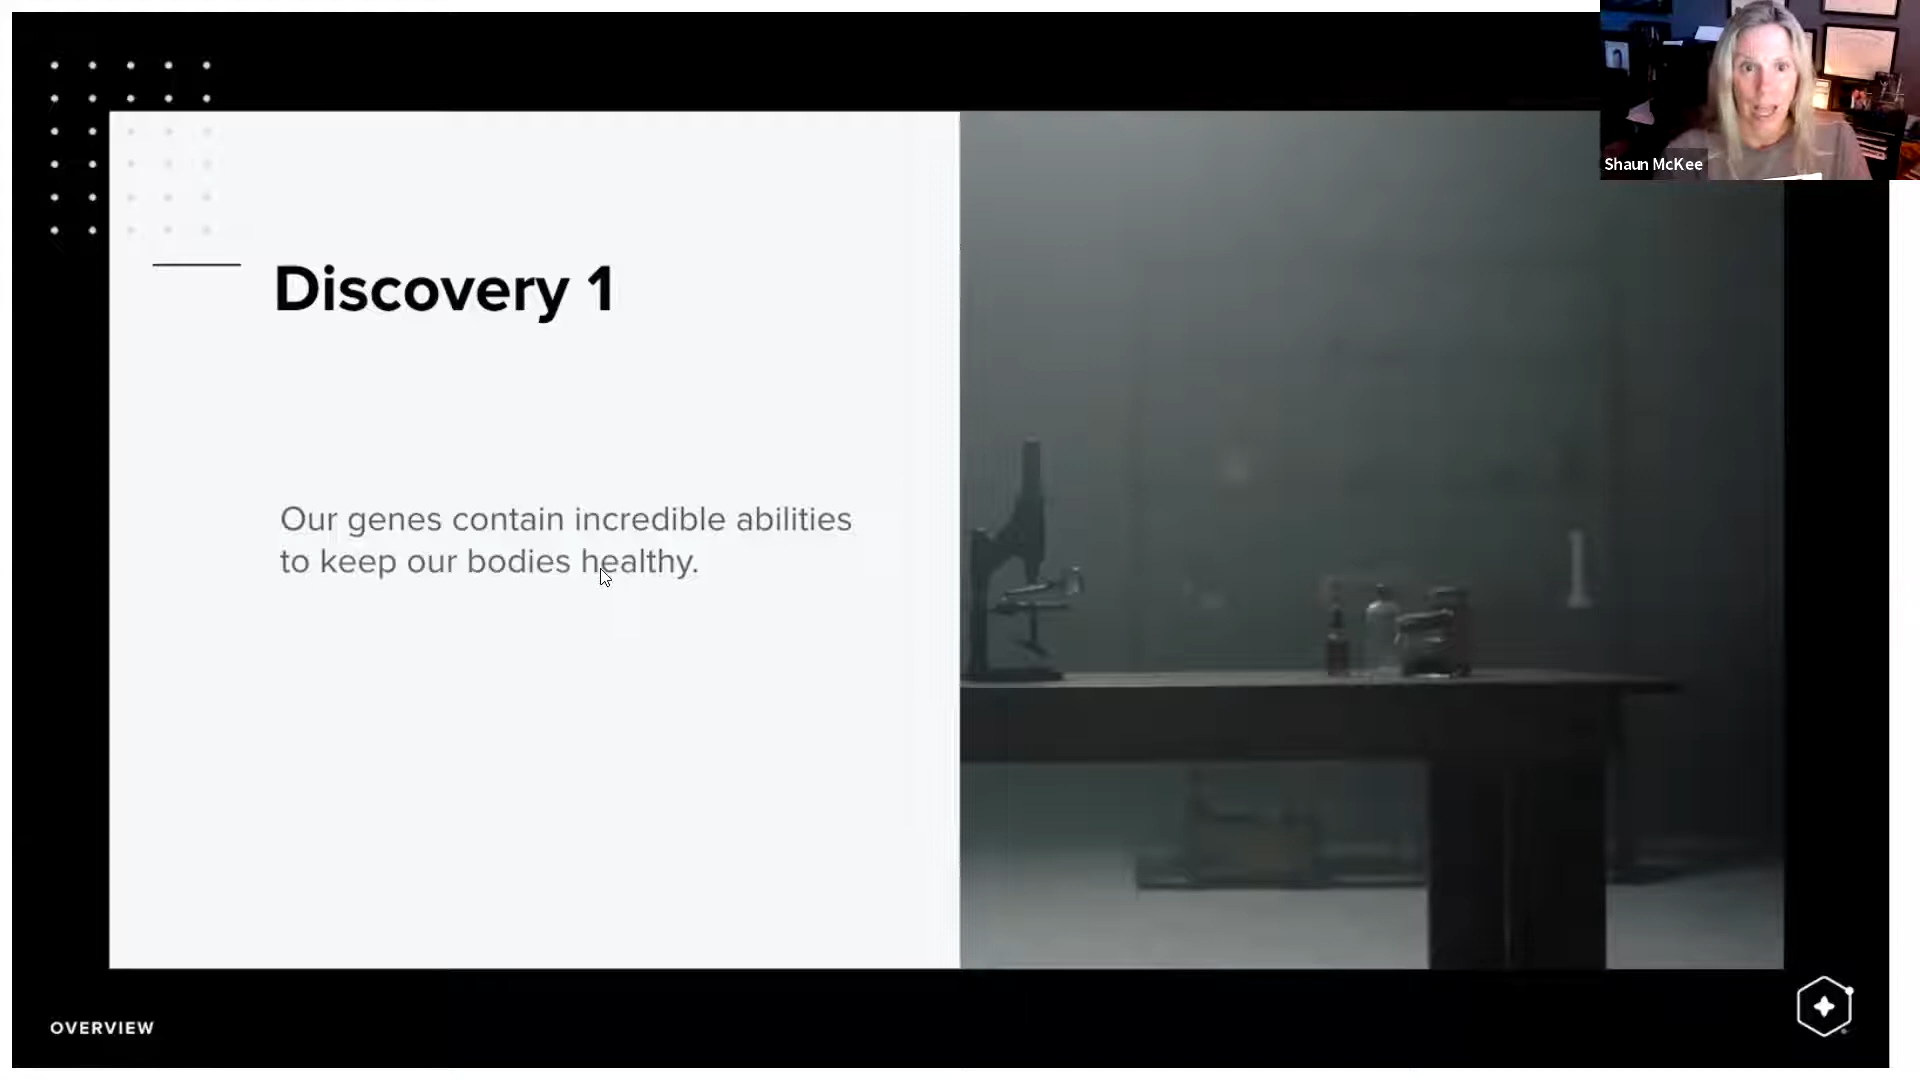 Shaun McKee
Discovery 1
Our genes contain incredible abilities
to keep our bodies healthy.
OVERVIEW